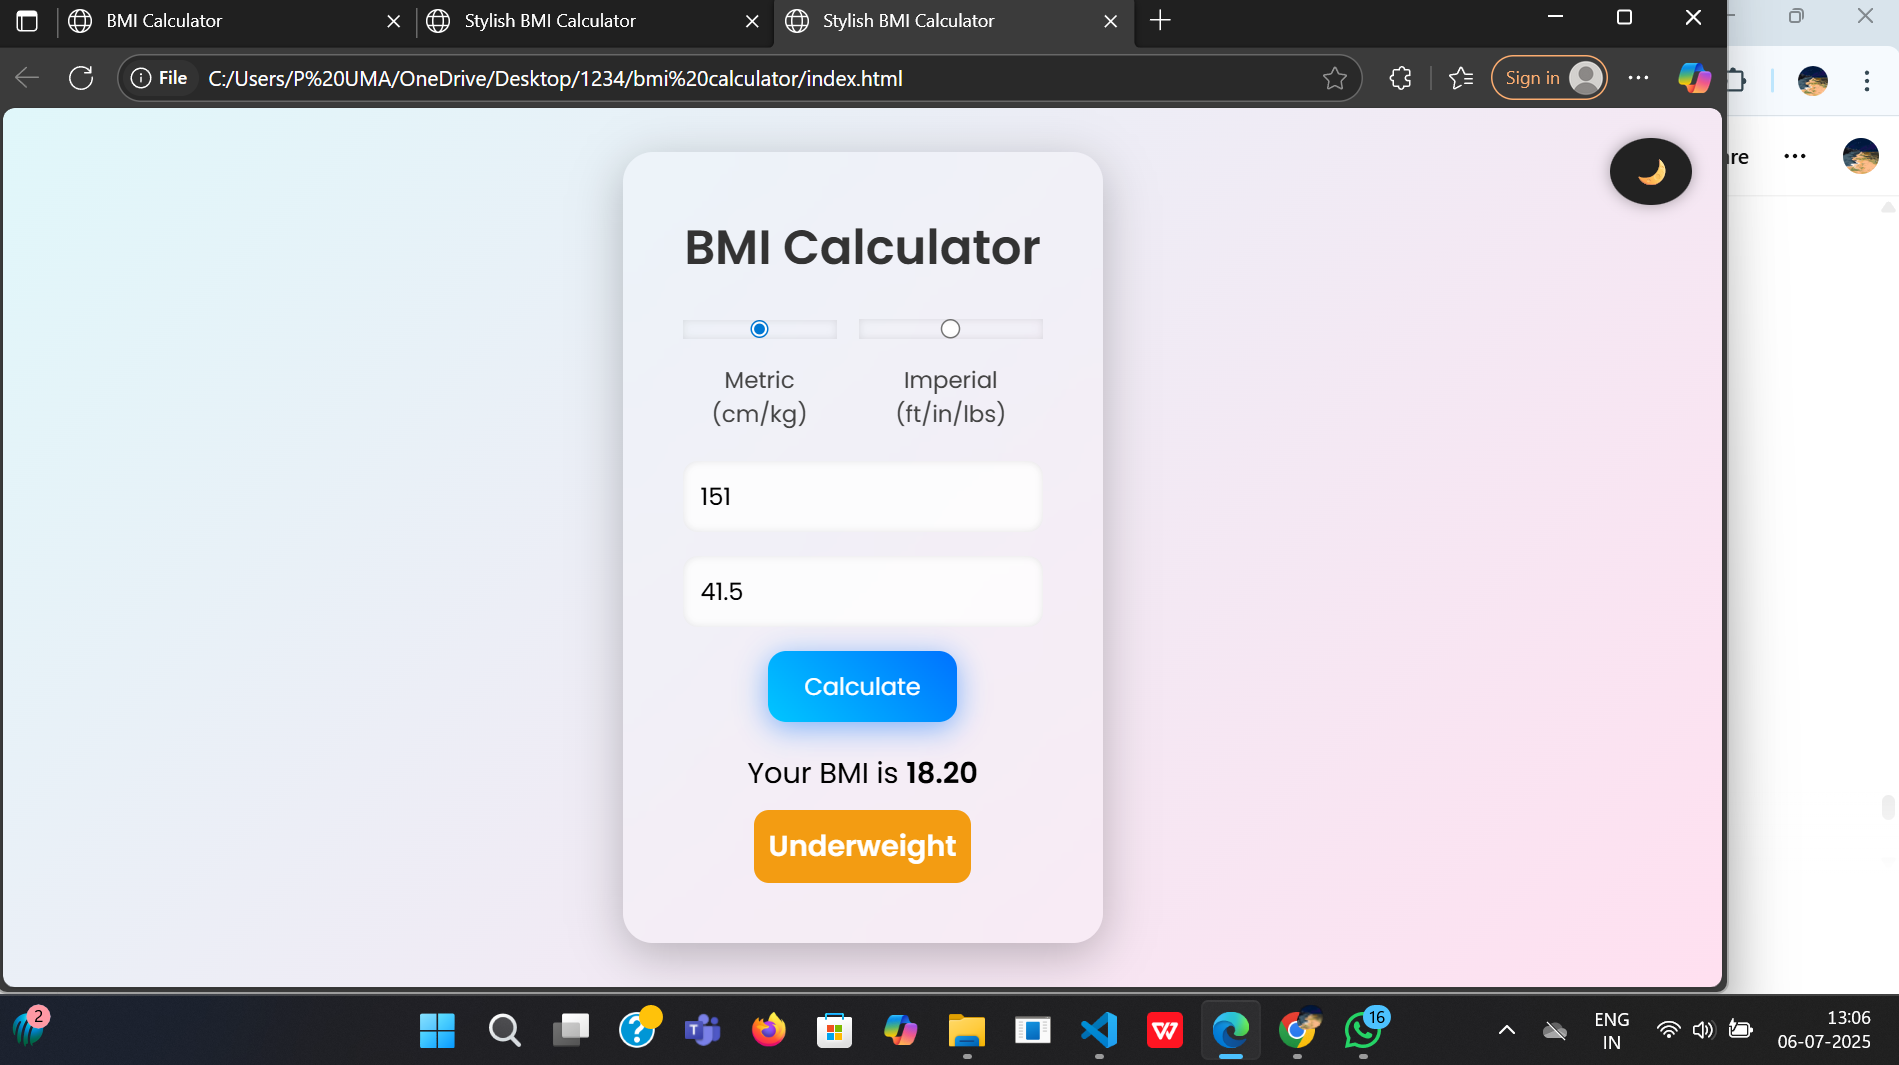 BMI Calculator
Stylish BMI Calculator
Stylish BMI Calculator
File
C:/Users/P%20UMA/OneDrive/Desktop/1234/bmi%20calculator/index.html
Sign in
BMI Calculator
Metric
(cm/kg)
Imperial
(ft/in/lbs)
151
41.5
Calculate
Your BMI is 18.20
Underweight
2
16
ENG
IN
13:06
06-07-2025